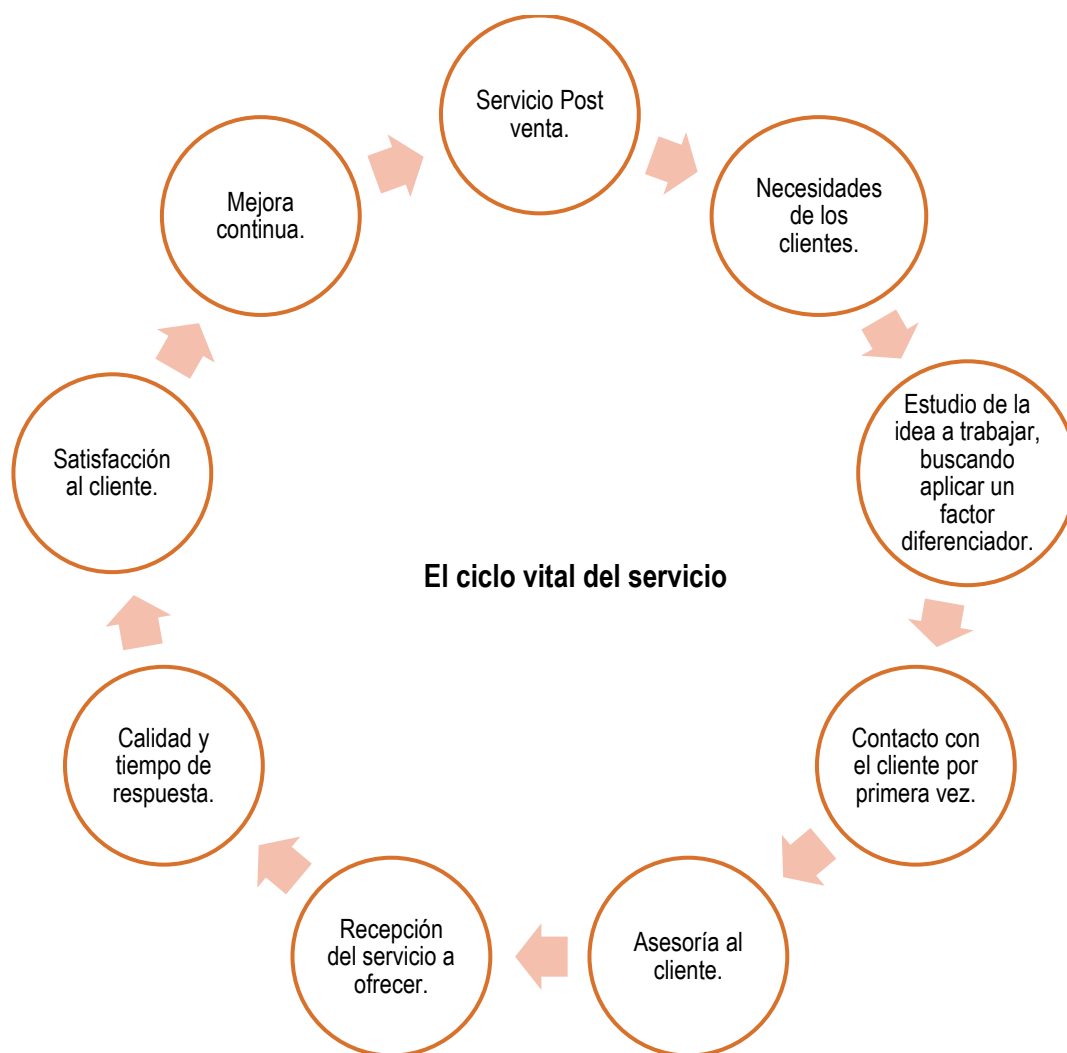 Servicio Post
venta.
Necesidades
de los
clientes.
Estudio de la
idea a trabajar,
buscando
aplicar un
factor
diferenciador.
Contacto con
el cliente por
primera vez.
Asesoría al
cliente.
Recepción
del servicio a
ofrecer.
Calidad y
tiempo de
respuesta.
Satisfacción
al cliente.
Mejora
continua.
El ciclo vital del servicio